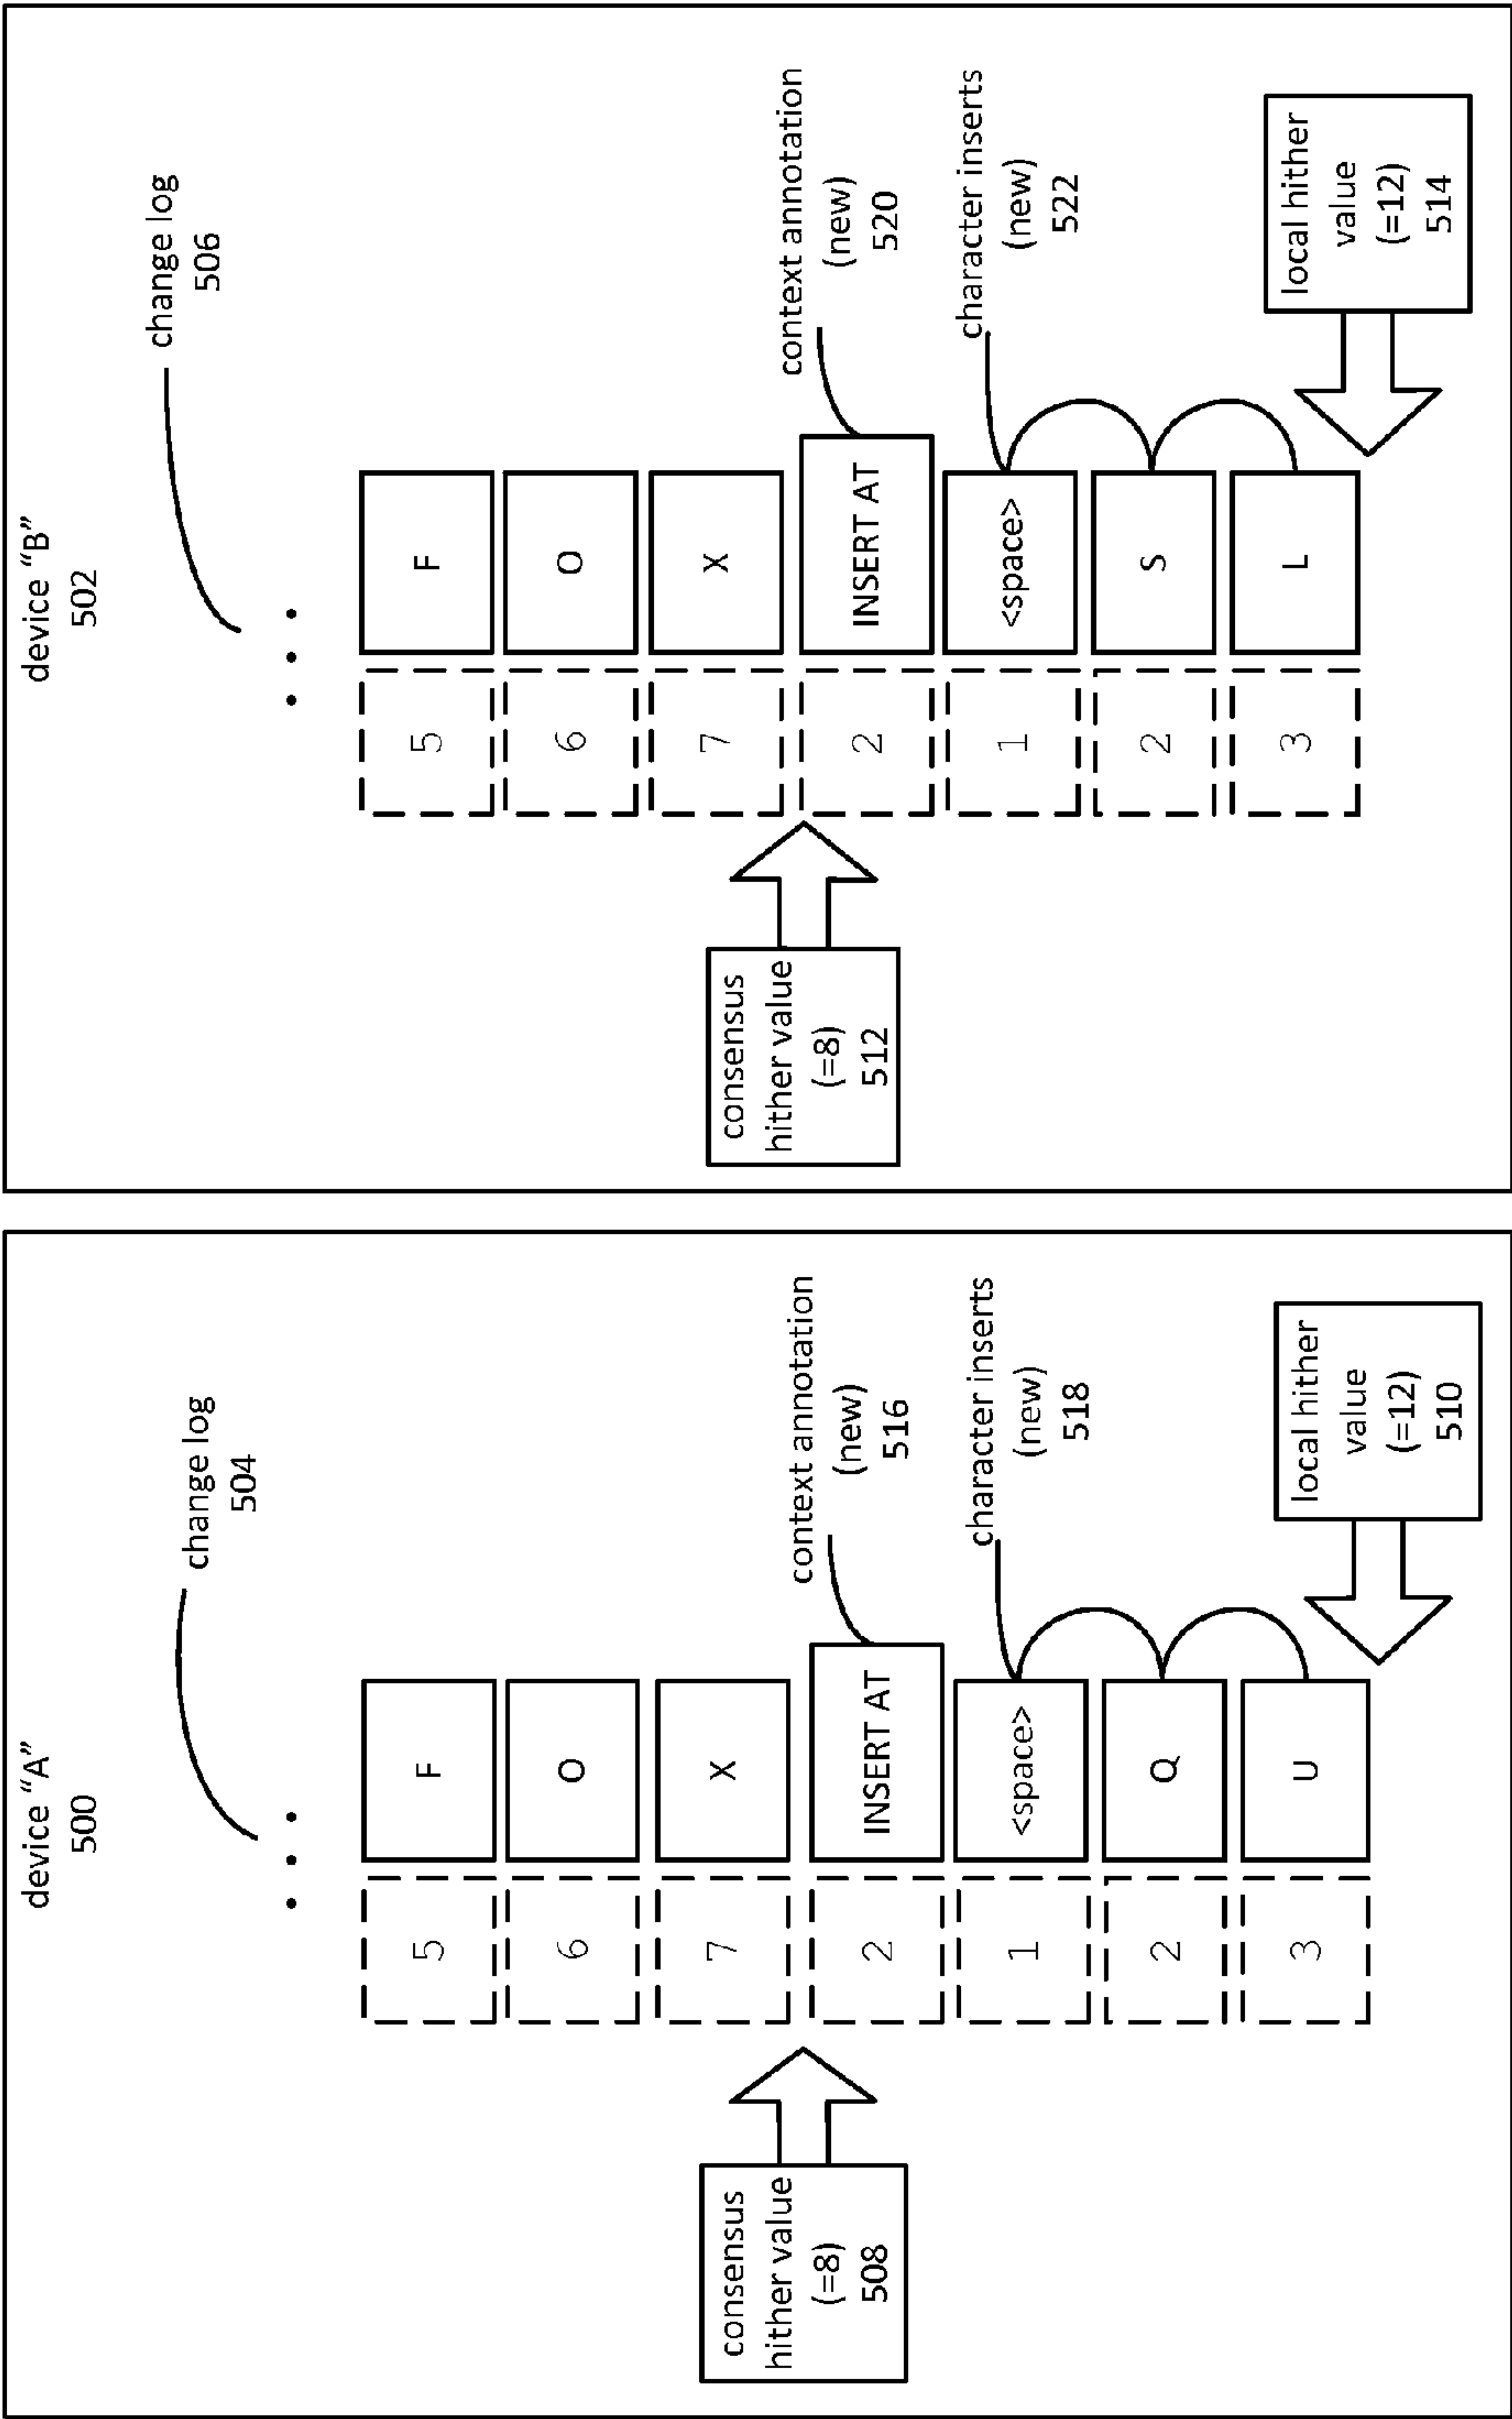 device “A”
500
change log
504
• • •
5
F
6
O
7
X
2
INSERT AT
1
<space>
2
Q
3
U
consensus
hither value
(=8)
508
context annotation
(new)
516
character inserts
(new)
518
local hither
value
(=12)
510
device “B”
502
change log
506
• • •
5
F
6
O
7
X
2
INSERT AT
1
<space>
2
S
3
L
consensus
hither value
(=8)
512
context annotation
(new)
520
character inserts
(new)
522
local hither
value
(=12)
514